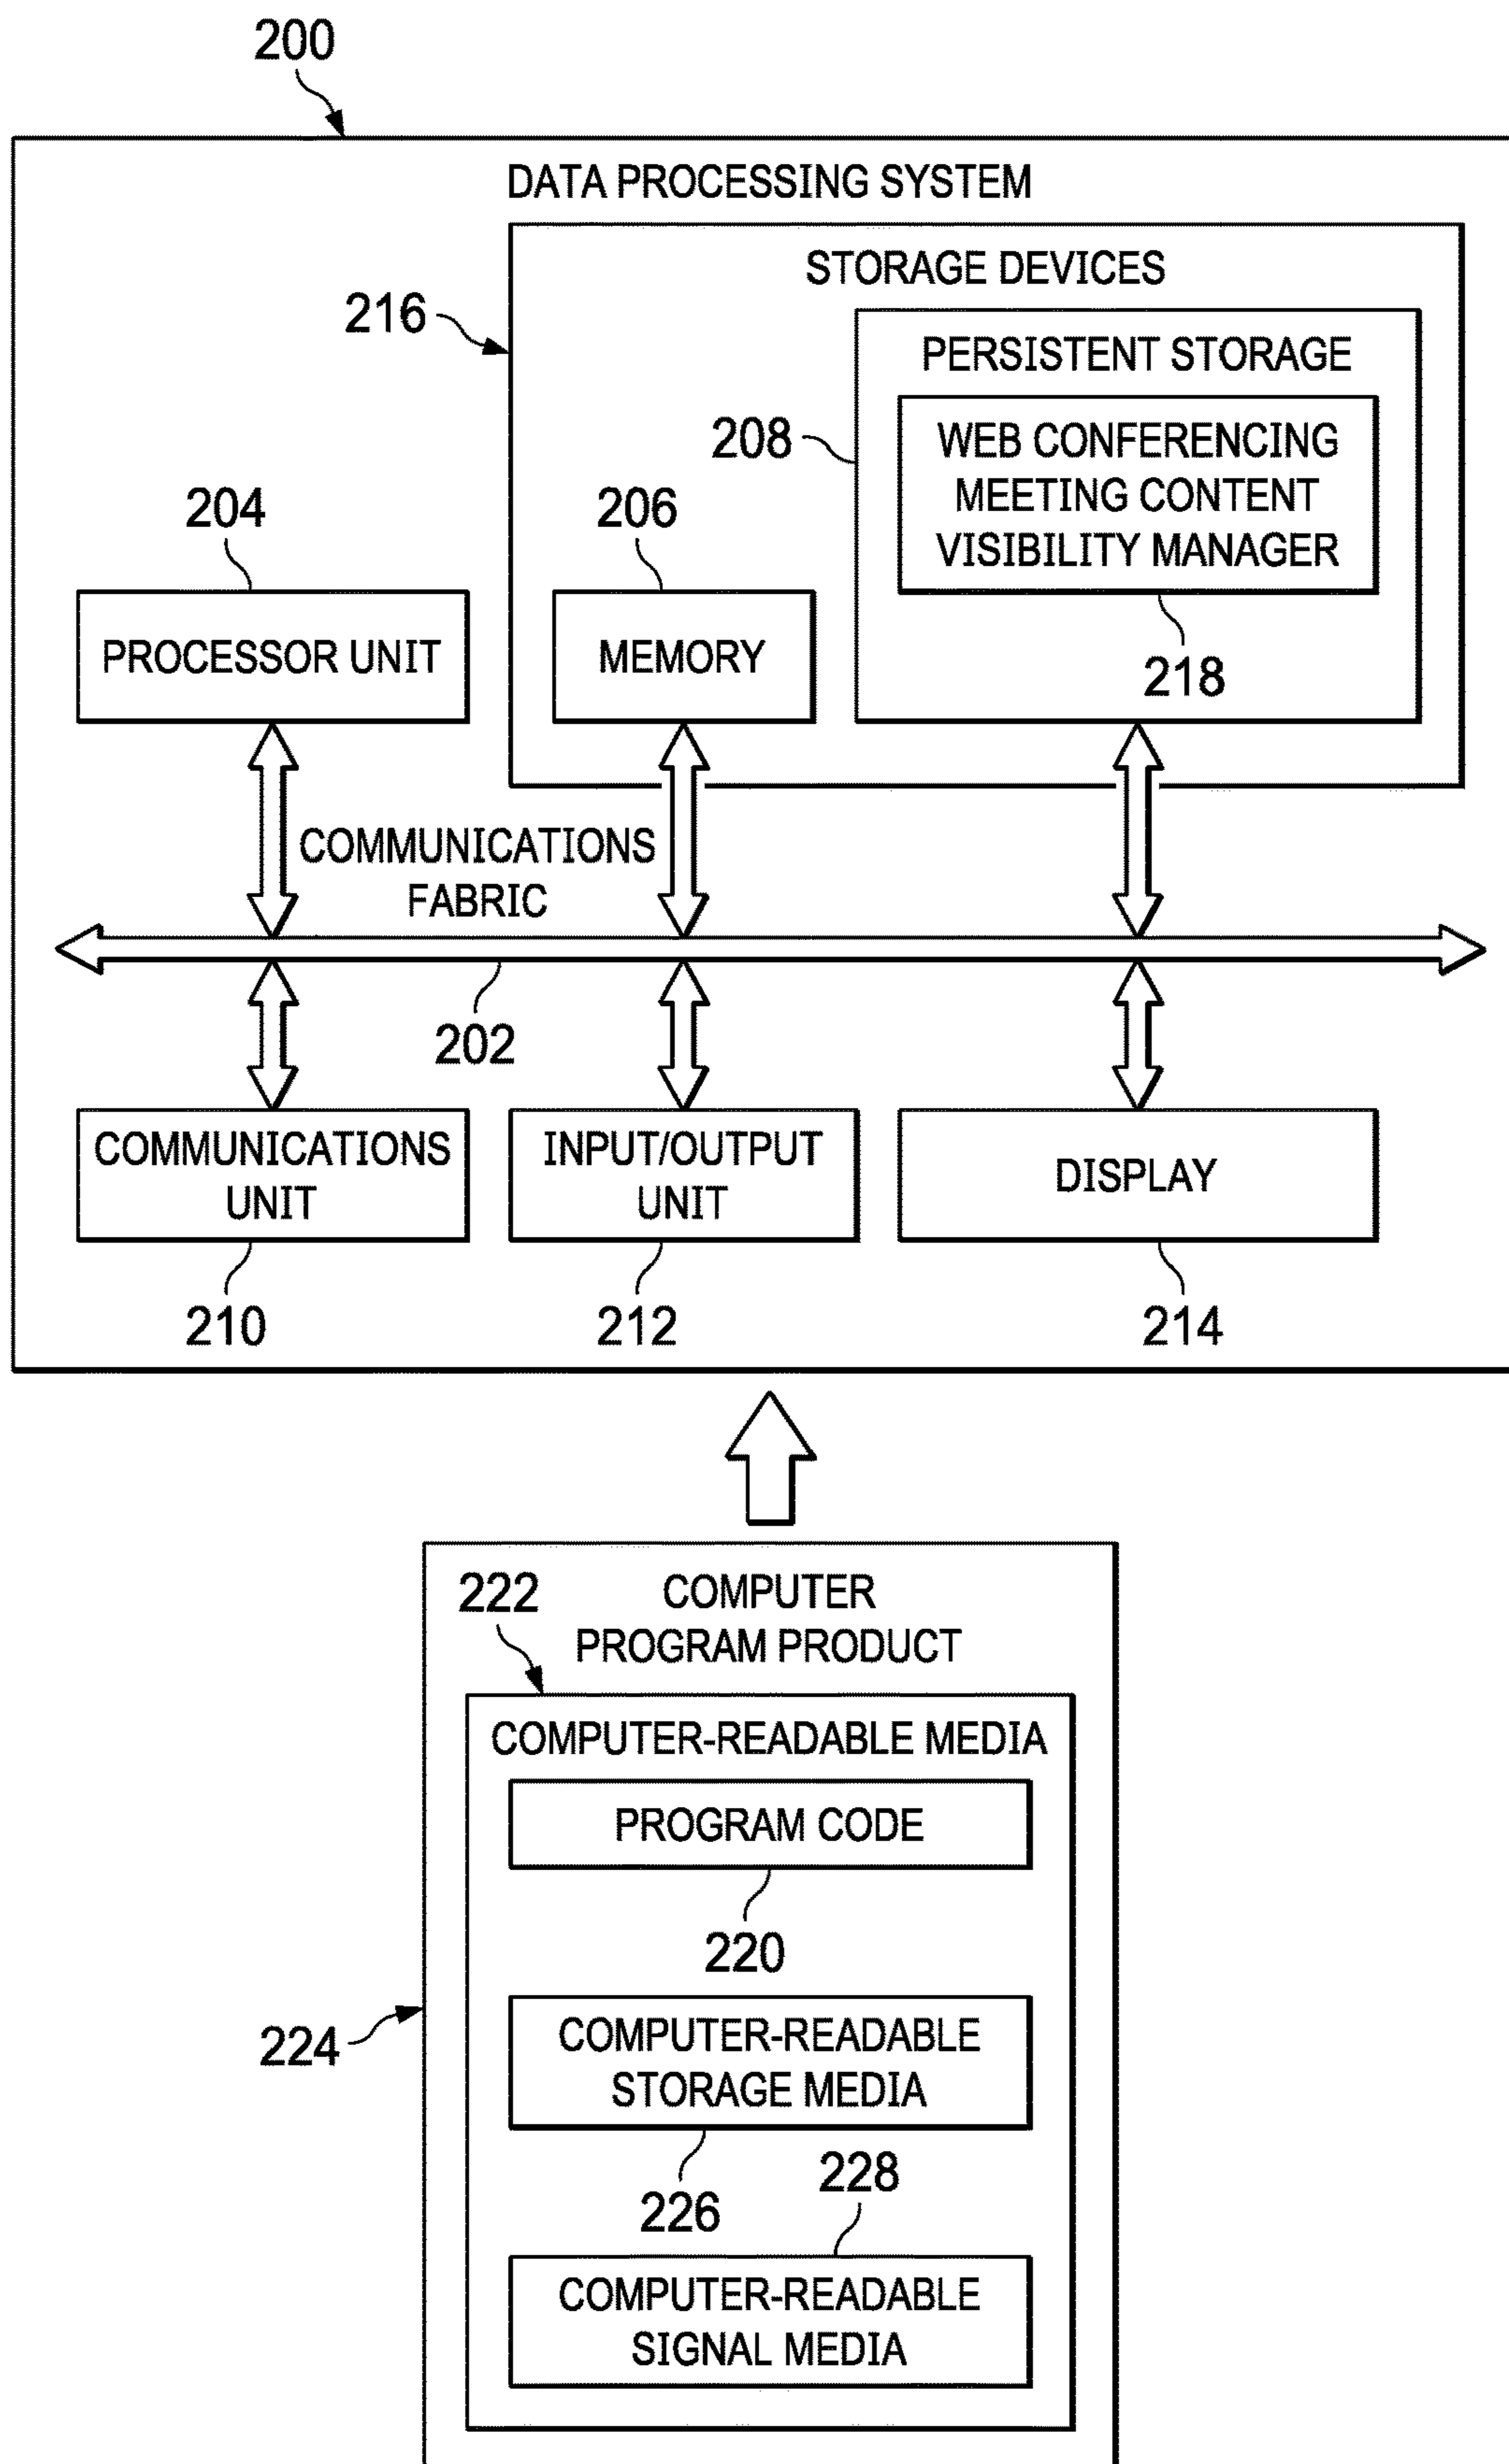 200
DATA PROCESSING SYSTEM
STORAGE DEVICES
216
PERSISTENT STORAGE
208
WEB CONFERENCING
MEETING CONTENT
VISIBILITY MANAGER
204
206
PROCESSOR UNIT
MEMORY
218
COMMUNICATIONS
FABRIC
202
COMMUNICATIONS
UNIT
INPUT/OUTPUT
UNIT
DISPLAY
210
212
214
222
COMPUTER
PROGRAM PRODUCT
COMPUTER-READABLE MEDIA
PROGRAM CODE
220
224
COMPUTER-READABLE
STORAGE MEDIA
226
228
COMPUTER-READABLE
SIGNAL MEDIA